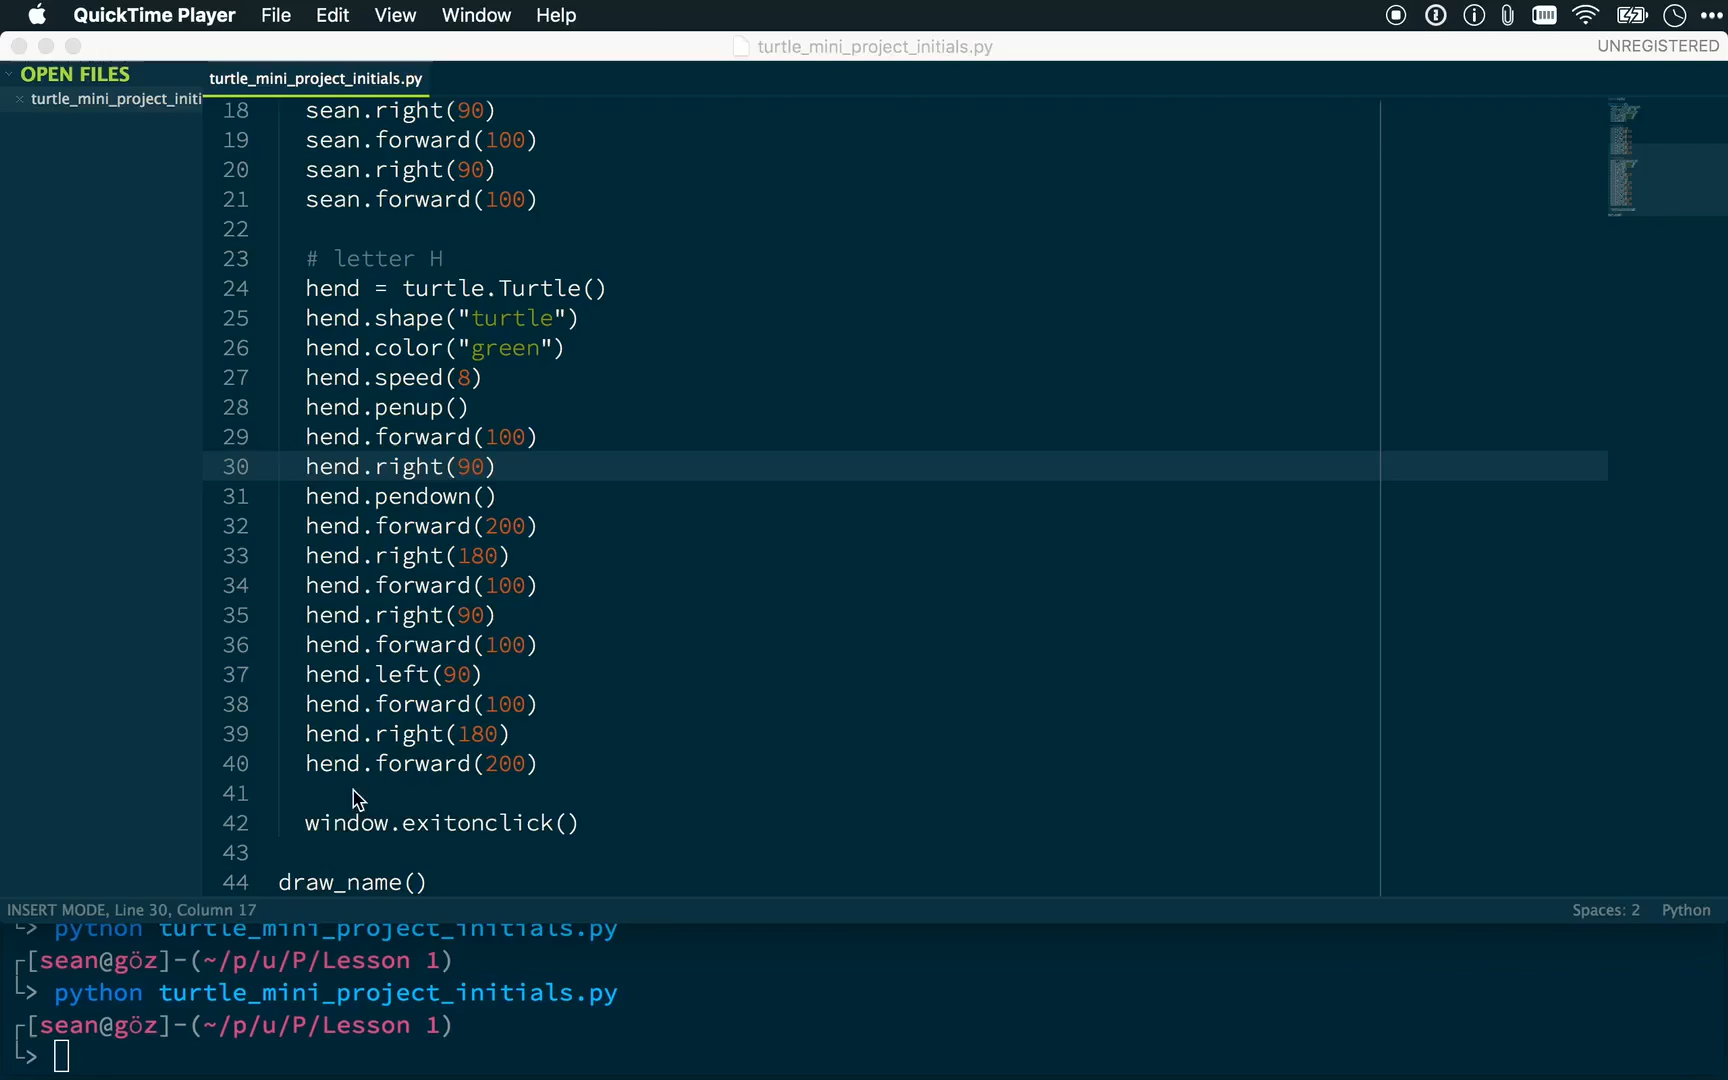 QuickTime Player File Edit View Window Help
turtle_mini_project_initials.py UNREGISTERED
OPEN FILES
turtle_mini_project_initi
turtle_mini_project_initials.py
18 sean.right(90)
19 sean.forward(100)
20 sean.right(90)
21 sean.forward(100)
22
23 # letter H
24 hend = turtle.Turtle()
25 hend.shape("turtle")
26 hend.color("green")
27 hend.speed(8)
28 hend.penup()
29 hend.forward(100)
30 hend.right(90)
31 hend.pendown()
32 hend.forward(200)
33 hend.right(180)
34 hend.forward(100)
35 hend.right(90)
36 hend.forward(100)
37 hend.left(90)
38 hend.forward(100)
39 hend.right(180)
40 hend.forward(200)
41
42 window.exitonclick()
43
44 draw_name()
INSERT MODE, Line 30, Column 17 Spaces: 2 Python
> python turtle_mini_project_initials.py
[sean@göz]-(~/p/u/P/Lesson 1)
> python turtle_mini_project_initials.py
[sean@göz]-(~/p/u/P/Lesson 1)
>